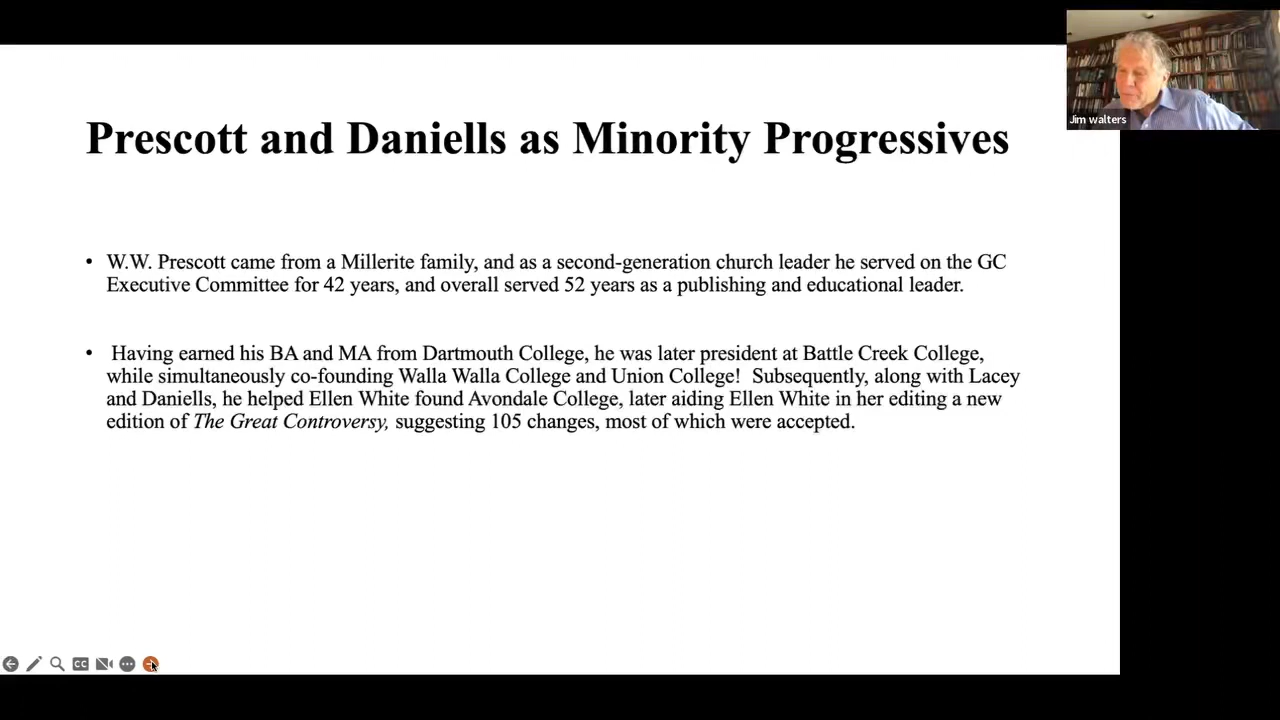 Prescott and Daniells as Minority Progressives
Jim walters
• W.W. Prescott came from a Millerite family, and as a second-generation church leader he served on the GC
Executive Committee for 42 years, and overall served 52 years as a publishing and educational leader.
• Having earned his BA and MA from Dartmouth College, he was later president at Battle Creek College,
while simultaneously co-founding Walla Walla College and Union College! Subsequently, along with Lacey
and Daniells, he helped Ellen White found Avondale College, later aiding Ellen White in her editing a new
edition of The Great Controversy, suggesting 105 changes, most of which were accepted.
CC